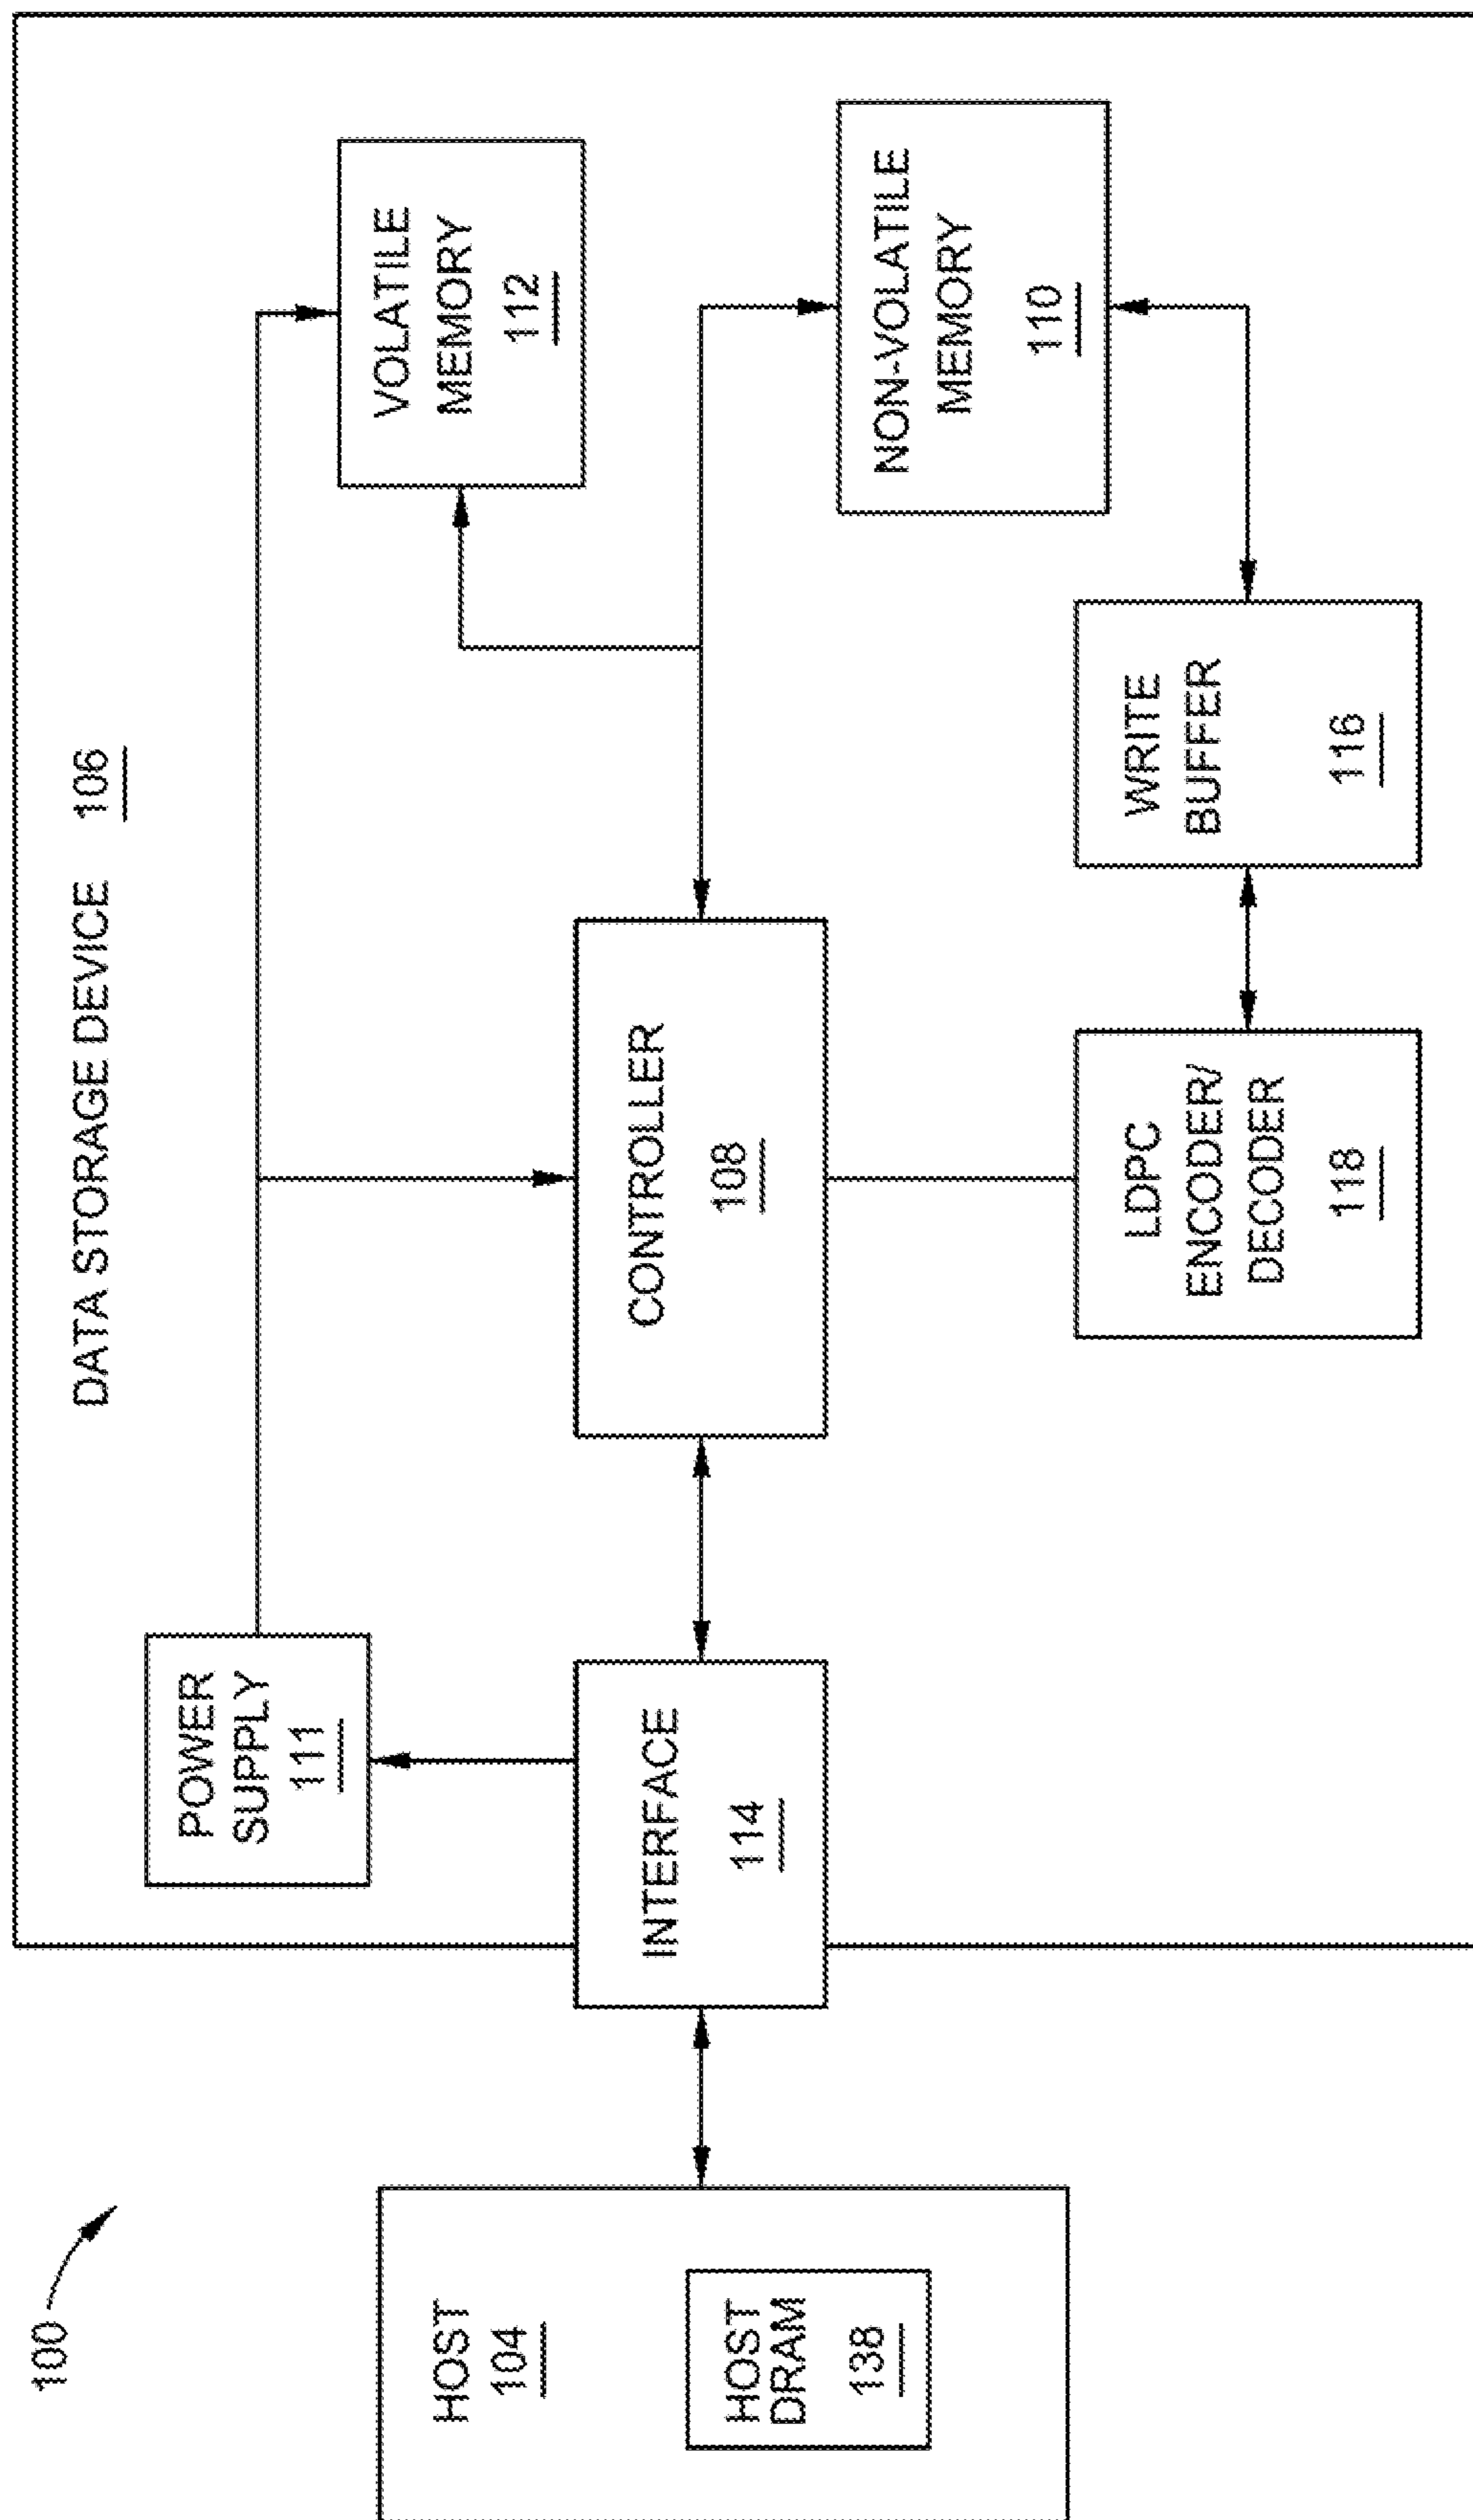 100
HOST
104
HOST
DRAM
138
DATA STORAGE DEVICE 106
POWER
SUPPLY
111
INTERFACE
114
CONTROLLER
108
VOLATILE
MEMORY
112
NON-VOLATILE
MEMORY
110
LDPC
ENCODER/
DECODER
118
WRITE
BUFFER
116